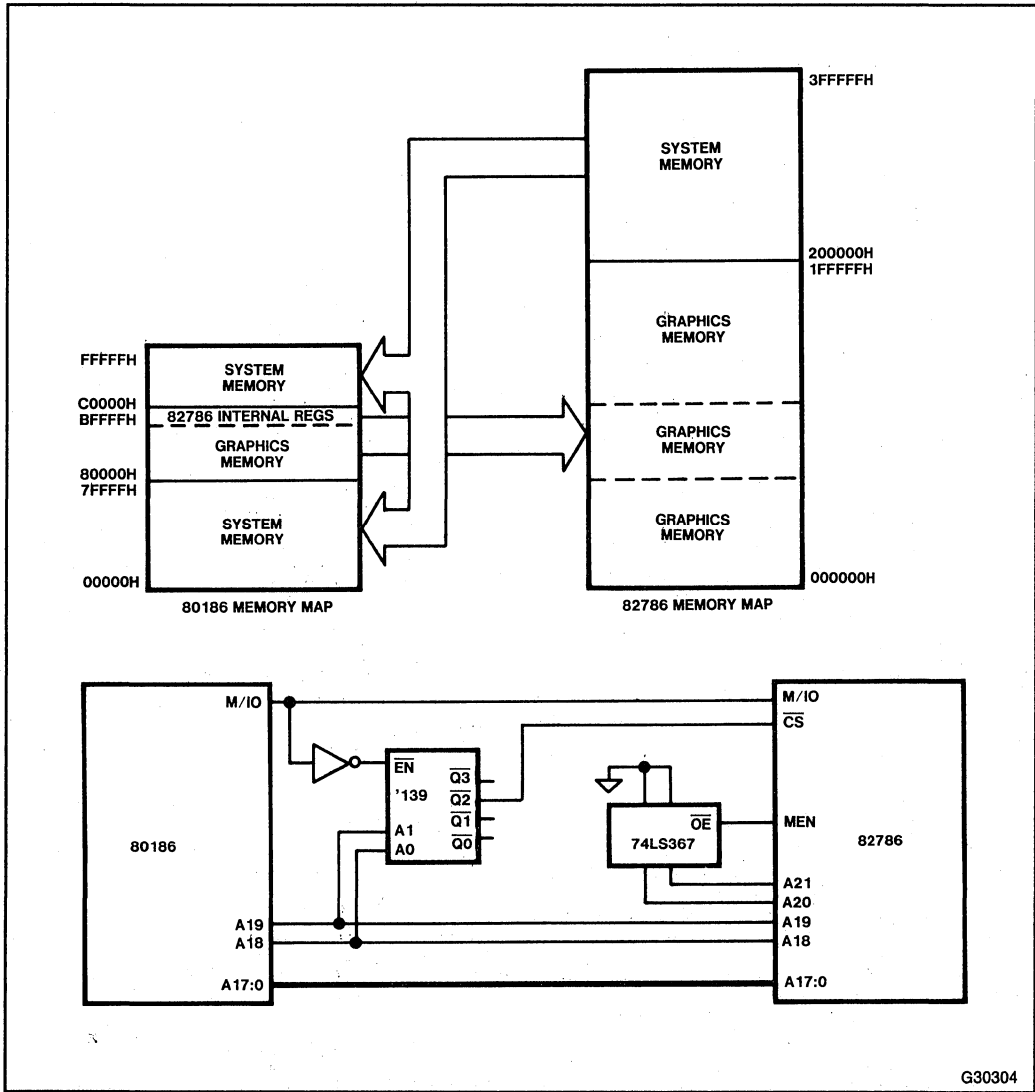 3FFFFFH
SYSTEM
MEMORY
200000H
1FFFFFH
GRAPHICS
MEMORY
GRAPHICS
MEMORY
GRAPHICS
MEMORY
000000H
82786 MEMORY MAP
FFFFFH
SYSTEM
MEMORY
C0000H
BFFFFH
82786 INTERNAL REGS
GRAPHICS
MEMORY
80000H
7FFFFH
SYSTEM
MEMORY
00000H
80186 MEMORY MAP
80186
M/IO
A19
A18
A17:0
EN
'139
A1
A0
Q3
Q2
Q1
Q0
OE
74LS367
82786
M/IO
CS
MEN
A21
A20
A19
A18
A17:0
G30304